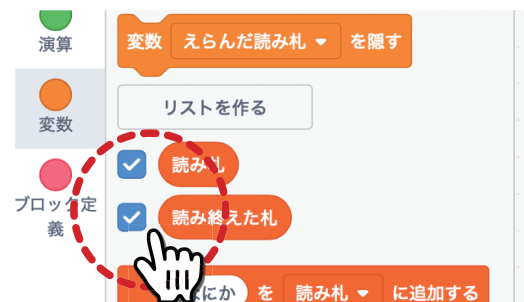 演算
変数 えらんだ読み札 を隠す
リストを作る
変数
読み札
ブロック定
義
読み終えた札
にか を 読み札 に追加する